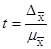 t = Δx̅ / μx̅